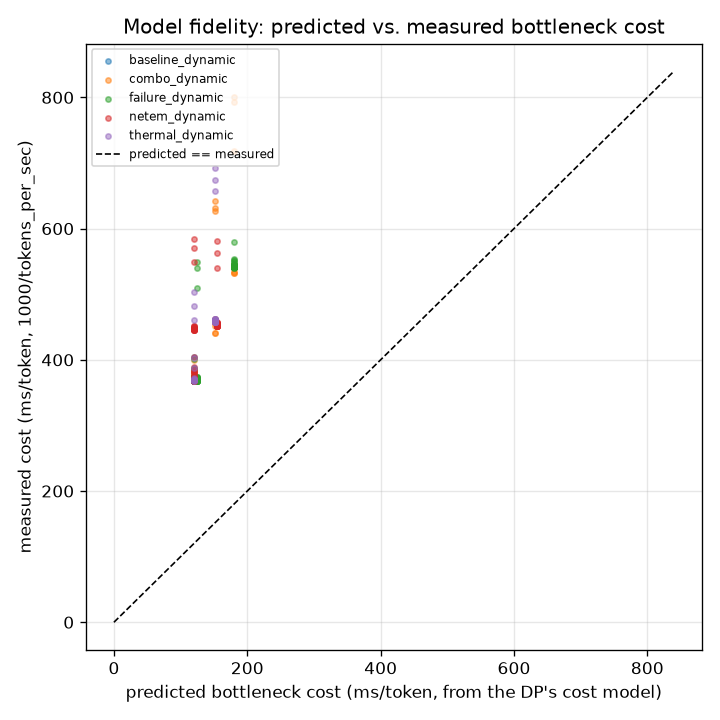 Model fidelity: predicted vs. measured bottleneck cost
baseline_dynamic
combo_dynamic
failure_dynamic
netem_dynamic
thermal_dynamic
predicted == measured
measured cost (ms/token, 1000/tokens_per_sec)
800
600
400
200
0
0 200 400 600 800
predicted bottleneck cost (ms/token, from the DP's cost model)